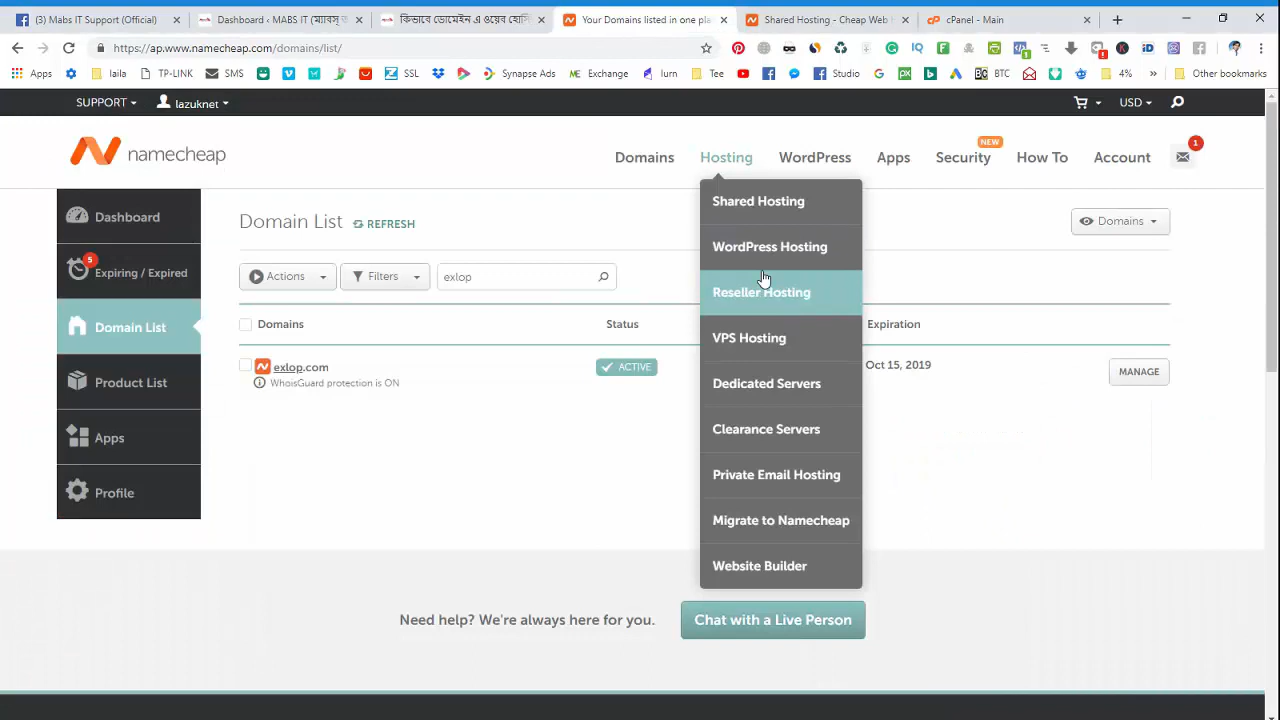 (3) Mabs IT Support (Official)
Dashboard ‹ MABS IT (ম্যাবস্ আ
কিভাবে ডোমেইন এ ওয়েব হোসি
Your Domains listed in one pla
Shared Hosting - Cheap Web H
cPanel - Main
https://ap.www.namecheap.com/domains/list/
Apps
laila
TP-LINK
SMS
SSL
Synapse Ads
Exchange
Iurn
Tee
Studio
BTC
4%
Other bookmarks
SUPPORT
lazuknet
USD
namecheap
Domains
Hosting
WordPress
Apps
Security
NEW
How To
Account
1
Dashboard
5
Expiring / Expired
Domain List
Product List
Apps
Profile
Domain List
REFRESH
Domains
Actions
Filters
exlop
Domains
Status
Expiration
exlop.com
ACTIVE
Oct 15, 2019
MANAGE
WhoisGuard protection is ON
Shared Hosting
WordPress Hosting
Reseller Hosting
VPS Hosting
Dedicated Servers
Clearance Servers
Private Email Hosting
Migrate to Namecheap
Website Builder
Need help? We're always here for you.
Chat with a Live Person